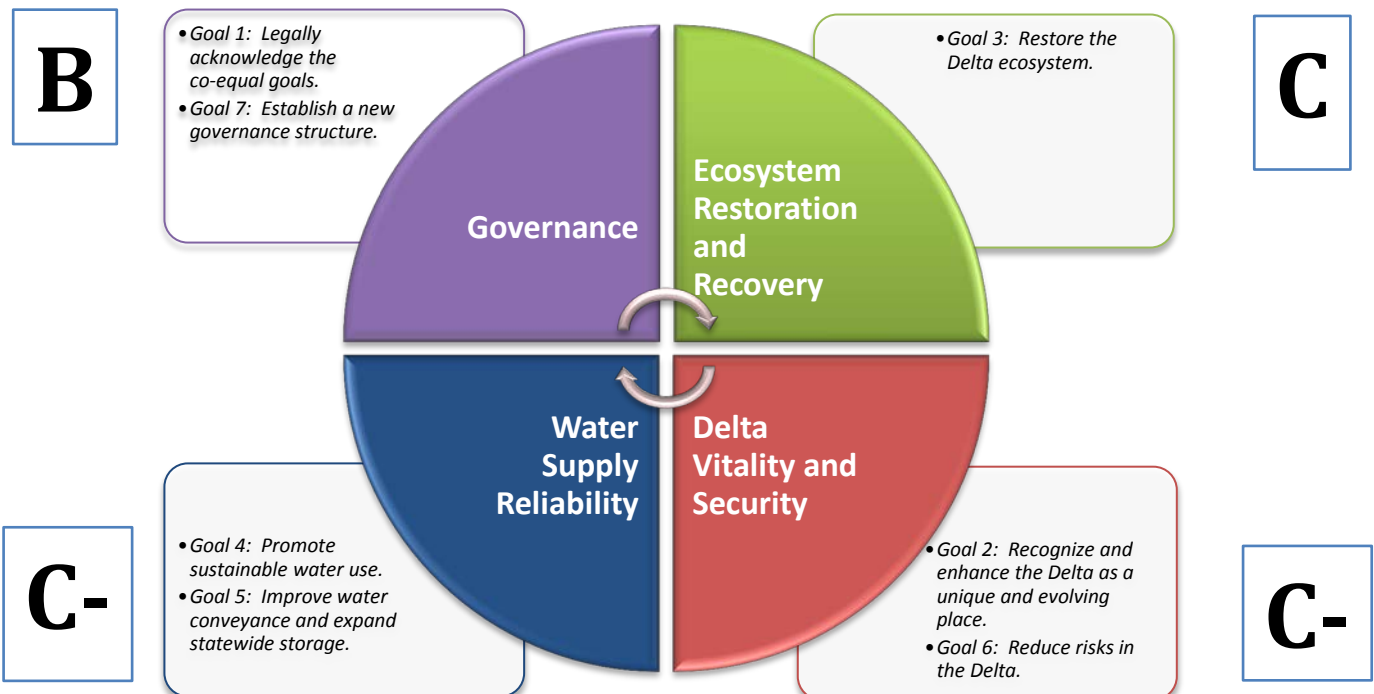 B
• Goal 1:  Legally
acknowledge the
co-equal goals.
• Goal 7:  Establish a new
governance structure.
Governance
• Goal 3:  Restore the
Delta ecosystem.
C
Ecosystem
Restoration
and
Recovery
Water
Supply
Reliability
C-
• Goal 4:  Promote
sustainable water use.
• Goal 5:  Improve water
conveyance and expand
statewide storage.
Delta
Vitality and
Security
• Goal 2:  Recognize and
enhance the Delta as a
unique and evolving
place.
• Goal 6:  Reduce risks in
the Delta.
C-